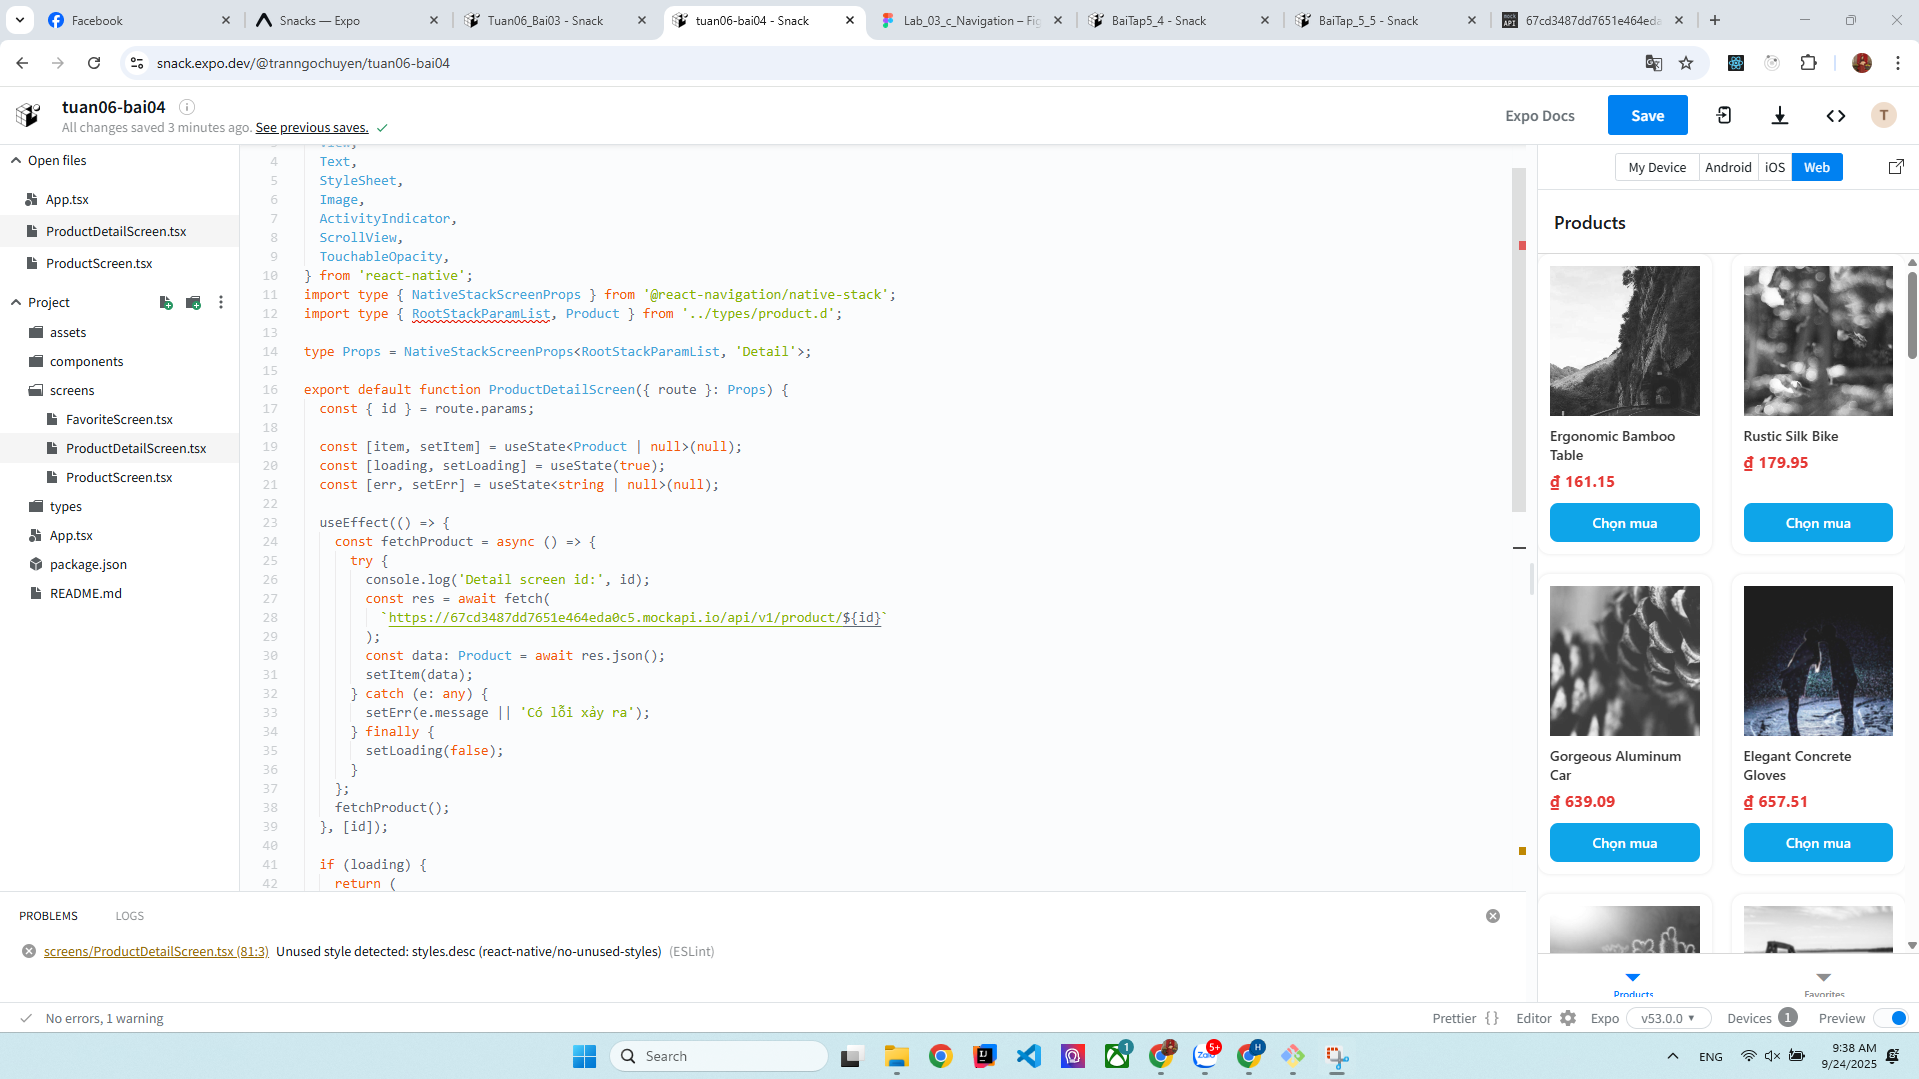 Facebook
Snacks — Expo
Tuan06_Bai03 - Snack
tuan06-bai04 - Snack
Lab_03_c_Navigation – Fig
BaiTap5_4 - Snack
BaiTap_5_5 - Snack
67cd3487dd7651e464eda
snack.expo.dev/@tranngochuyen/tuan06-bai04
tuan06-bai04
All changes saved 3 minutes ago. See previous saves.
Expo Docs
Save
T
Open files
App.tsx
ProductDetailScreen.tsx
ProductScreen.tsx
Project
assets
components
screens
FavoriteScreen.tsx
ProductDetailScreen.tsx
ProductScreen.tsx
types
App.tsx
package.json
README.md
3 View,
4 Text,
5 StyleSheet,
6 Image,
7 ActivityIndicator,
8 ScrollView,
9 TouchableOpacity,
10 } from 'react-native';
11 import type { NativeStackScreenProps } from '@react-navigation/native-stack';
12 import type { RootStackParamList, Product } from '../types/product.d';
13
14 type Props = NativeStackScreenProps<RootStackParamList, 'Detail'>;
15
16 export default function ProductDetailScreen({ route }: Props) {
17 const { id } = route.params;
18
19 const [item, setItem] = useState<Product | null>(null);
20 const [loading, setLoading] = useState(true);
21 const [err, setErr] = useState<string | null>(null);
22
23 useEffect(() => {
24 const fetchProduct = async () => {
25 try {
26 console.log('Detail screen id:', id);
27 const res = await fetch(
28 `https://67cd3487dd7651e464eda0c5.mockapi.io/api/v1/product/${id}`
29 );
30 const data: Product = await res.json();
31 setItem(data);
32 } catch (e: any) {
33 setErr(e.message || 'Có lỗi xảy ra');
34 } finally {
35 setLoading(false);
36 }
37 };
38 fetchProduct();
39 }, [id]);
40
41 if (loading) {
42 return (
My Device
Android
iOS
Web
Products
Ergonomic Bamboo
Table
₫ 161.15
Chọn mua
Rustic Silk Bike
₫ 179.95
Chọn mua
Gorgeous Aluminum
Car
₫ 639.09
Chọn mua
Elegant Concrete
Gloves
₫ 657.51
Chọn mua
Products
Favorites
PROBLEMS
LOGS
screens/ProductDetailScreen.tsx (81:3) Unused style detected: styles.desc (react-native/no-unused-styles) (ESLint)
No errors, 1 warning
Prettier { }
Editor
Expo
v53.0.0
Devices 1
Preview
Search
1
Zalo
5+
H
ENG
9:38 AM
9/24/2025